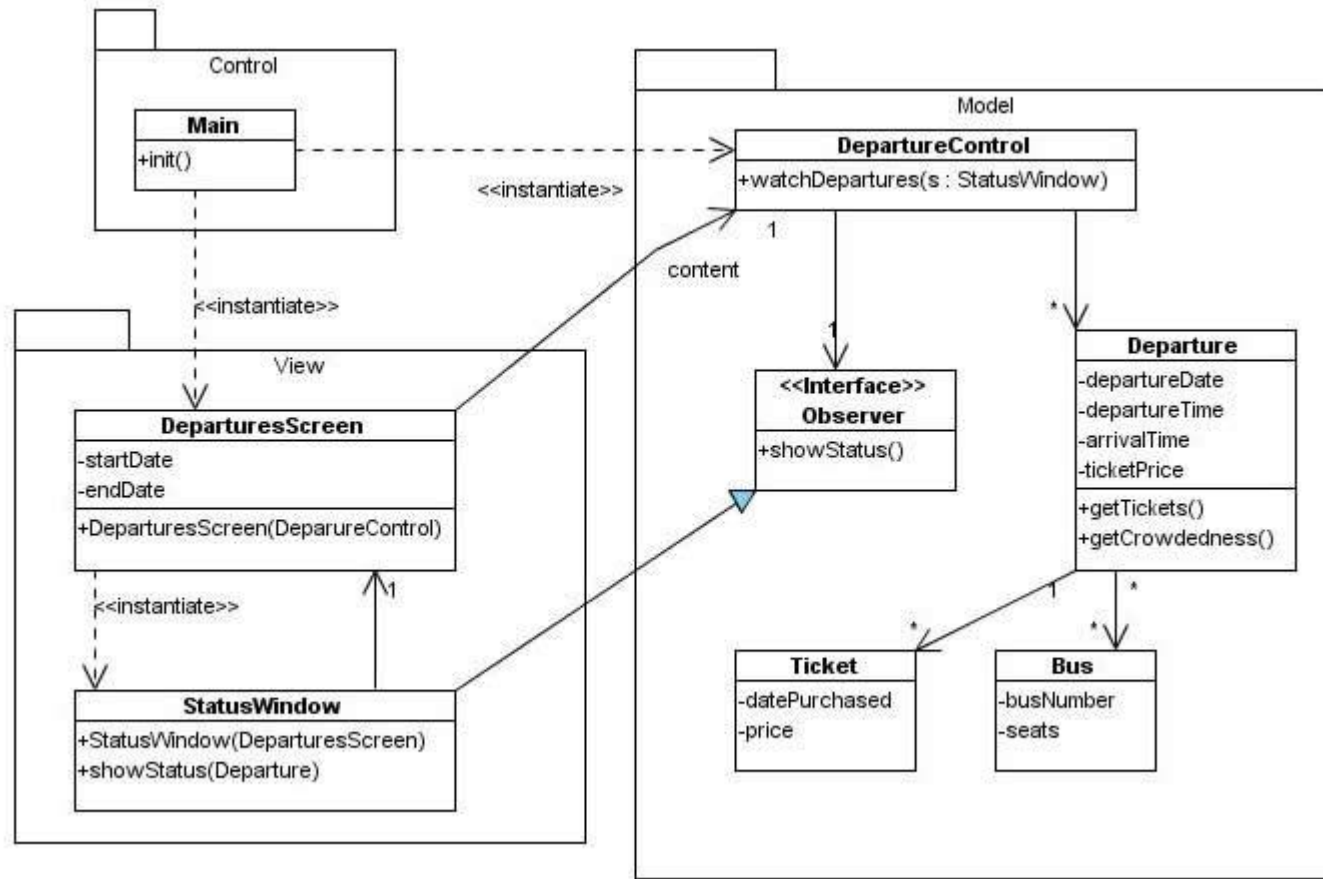 Control
Main
+init()
<<instantiate>>
<<instantiate>>
View
DeparturesScreen
-startDate
-endDate
+DeparturesScreen(DeparureControl)
<<instantiate>>
1
StatusWindow
+StatusWindow(DeparturesScreen)
+showStatus(Departure)
Model
DepartureControl
+watchDepartures(s : StatusWindow)
1
content
1
*
<<Interface>>
Observer
+showStatus()
Departure
-departureDate
-departureTime
-arrivalTime
-ticketPrice
+getTickets()
+getCrowdedness()
1
*
*
*
Ticket
-datePurchased
-price
Bus
-busNumber
-seats